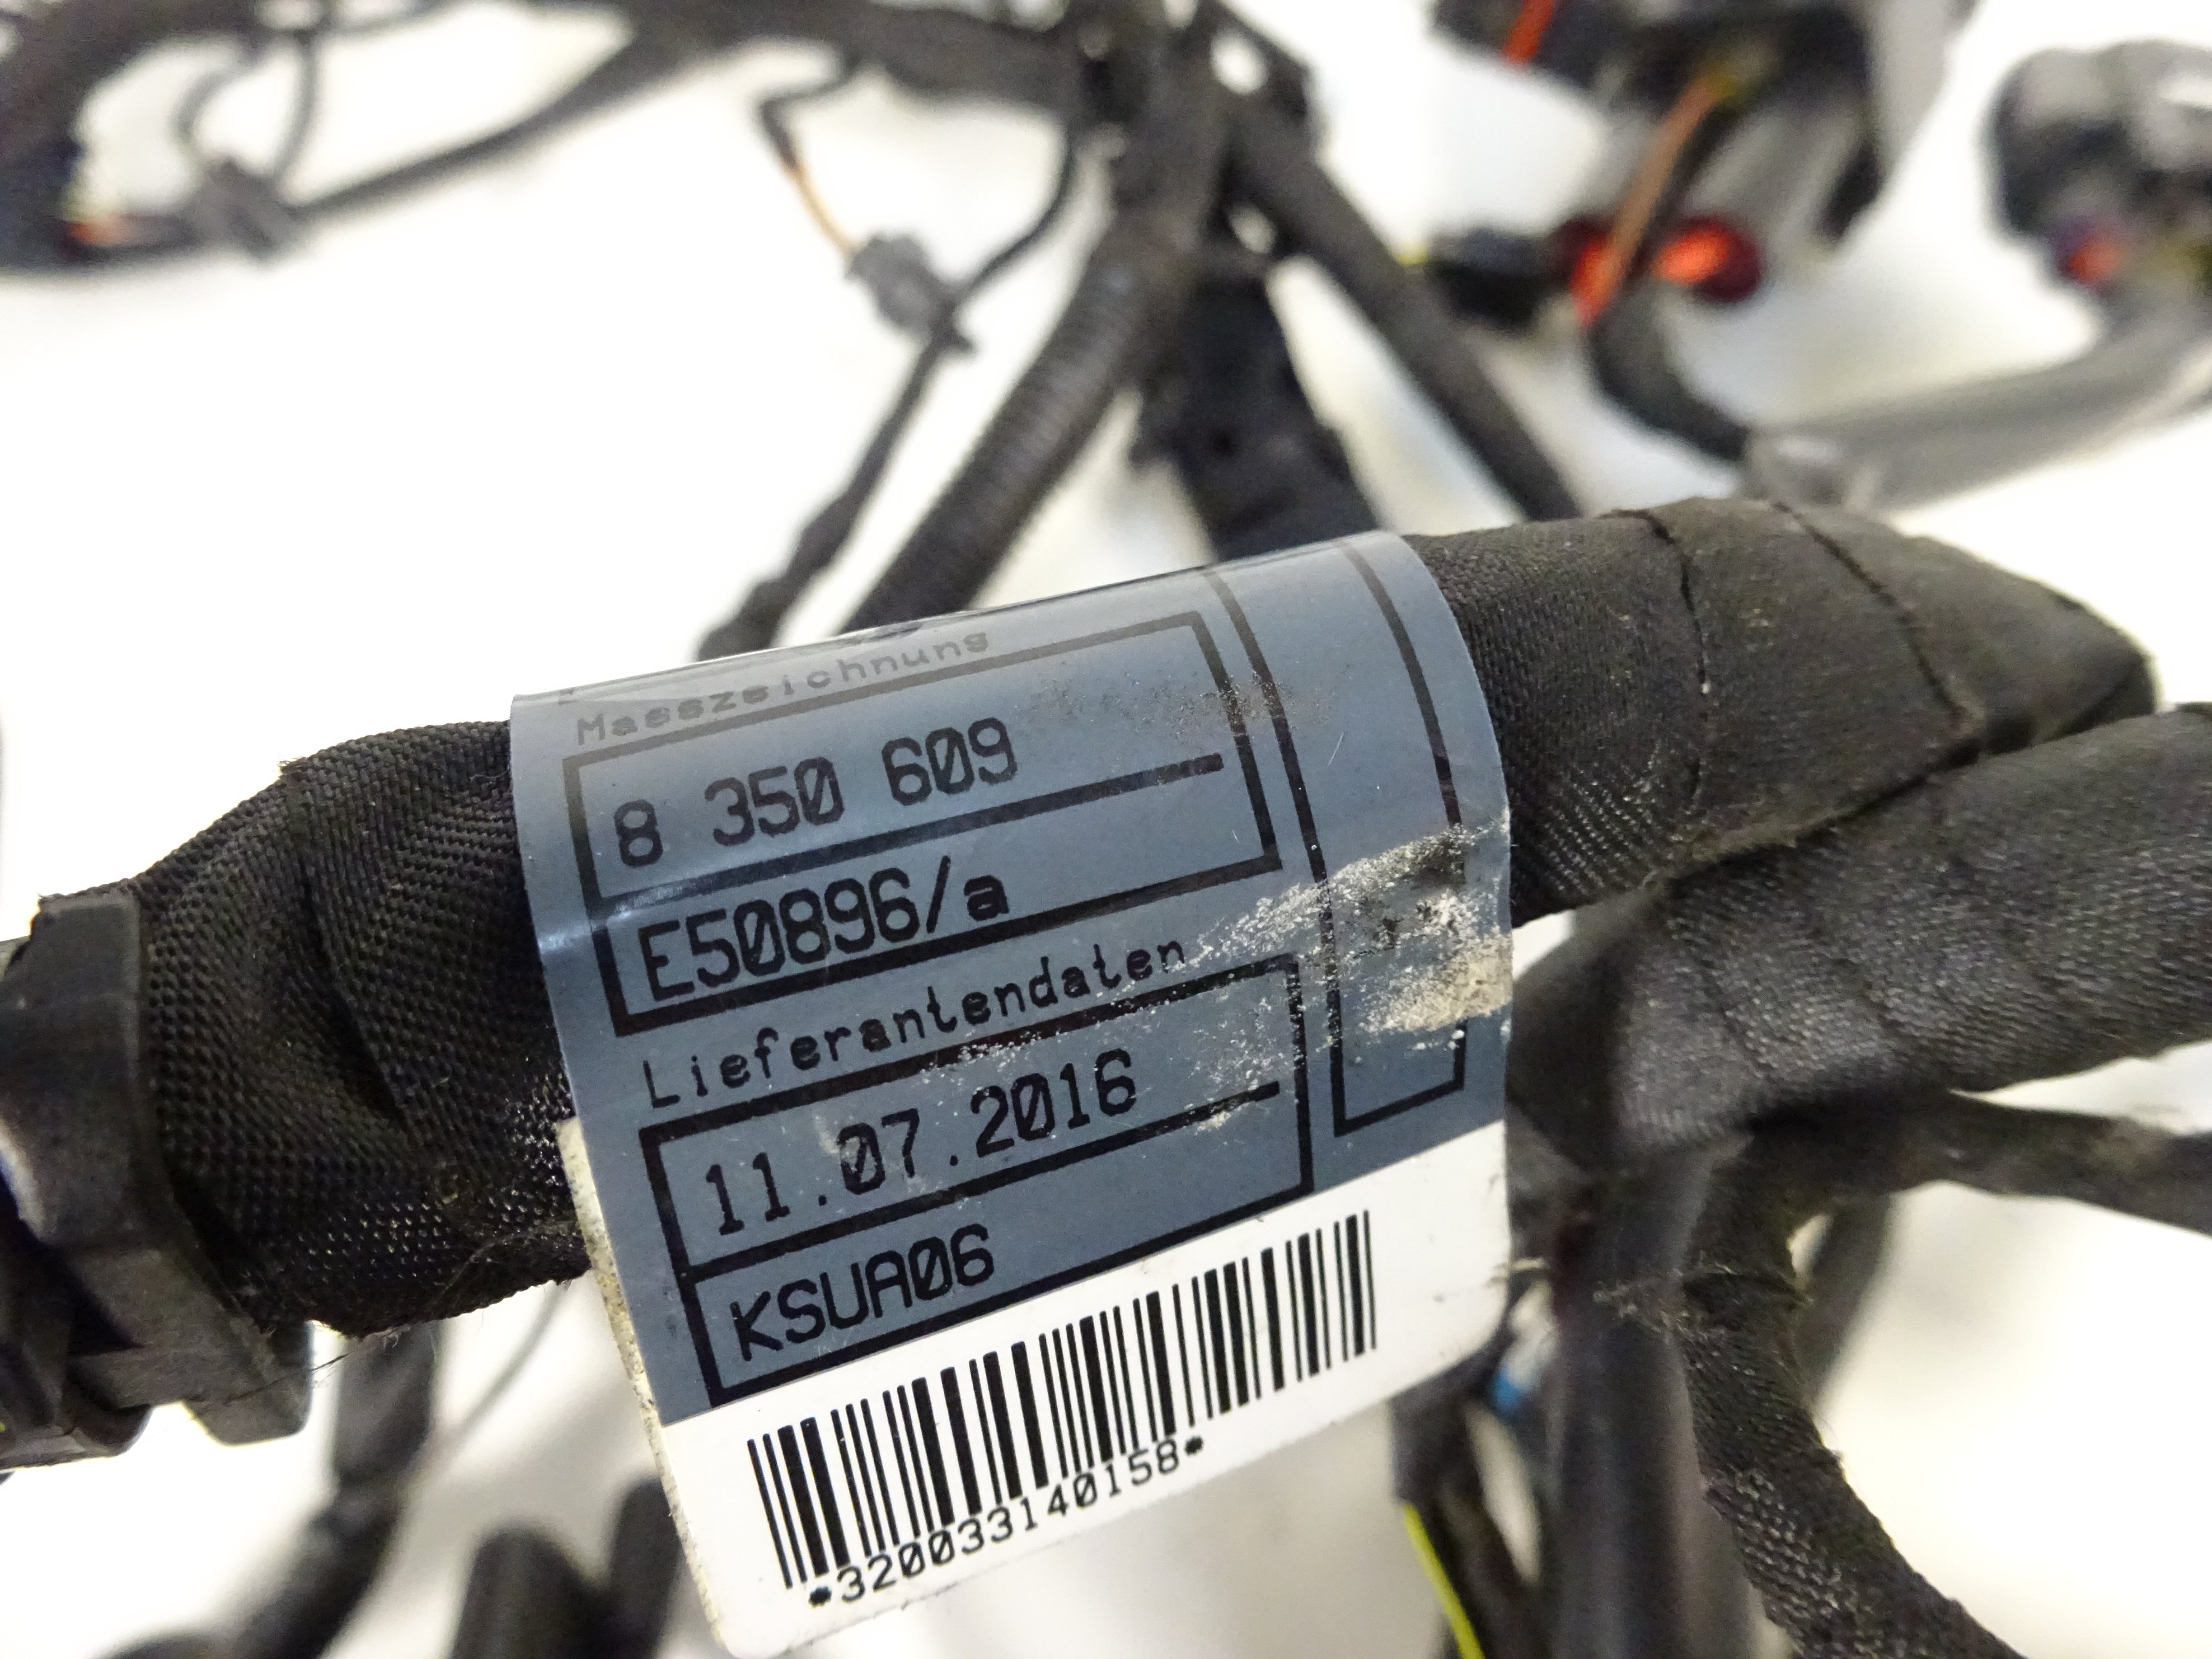 Masszeichnung
8 350 609
E50896/a
Lieferantendaten
11.07.2016
KSUA06
*320033140158*